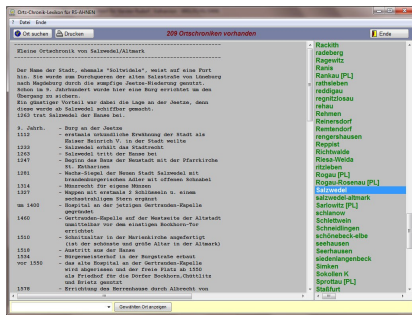 Orts-Chronik-Lexikon für RS-AHNEN
? Datei Ende
Ort suchen Drucken 209 Ortschroniken vorhanden Ende
Kleine Ortschronik von Salzwedel/Altmark
Der Name der Stadt, ehemals "Soltwidele", weist auf eine Fort
hin. Sie wurde zum Durchqueren der alten Salzstraße von Lüneburg
nach Magdeburg durch die sumpfige Jeetze-Niederung genutzt.
Schon im 9. Jahrhundert wurde hier eine Burg errichtet um den
Übergang zu sichern.
Ein günstiger Vorteil war dabei die Lage an der Jeetze, denn
diese wurde ab Salzwedel schiffbar gemacht.
1263 trat Salzwedel der Hanse bei.
9. Jahrh. - Burg an der Jeetze
1112 - erstmals urkundliche Erwähnung der Stadt als
Kaiser Heinrich V. in der Stadt weilte
1233 - Salzwedel erhält das Stadtrecht
1263 - Salzwedel tritt der Hanse bei
1247 - Beginn des Baus der Neustadt mit der Pfarrkirche
St. Katharinen
1281 - Wachs-Siegel der Neuen Stadt Salzwedel mit
brandenburgischem Adler mit offenem Schnabel
1314 - Münzrecht für eigene Münzen
1327 - Wappen mit erstmals 2 Schlüsseln u. einem
sechsstrahligen Stern ergänzt
um 1400 - Hospital an der jetzigen Gertrauden-Kapelle
gegründet
1460 - Gertrauden-Kapelle auf der Westseite der Altstadt
unmittelbar vor dem einstigen Bockhorn-Tor
errichtet
1510 - Schnitzaltar in der Marienkirche angefertigt
(ist der schönste und größte Altar in der Altmark)
1518 - Austritt aus der Hanse
1534 - Bürgermeisterhof in der Burgstraße erbaut
vor 1550 - das alte Hospital an der Gertrauden-Kapelle
wird abgerissen und der freie Platz ab 1550
als Friedhof für die Dörfer Bockhorn, Chüttlitz
und Brietz genutzt
1578 - Errichtung des Herrenhauses durch Albrecht von
Rackith
radeberg
Ragewitz
Ranis
Rankau [PL]
rathsleben
reddigau
regnitzlosau
rehau
Rehmen
Reinersdorf
Remtendorf
rengershausen
Reppist
Richtwalde
Riesa-Weida
ritzleben
Rogau [PL]
Rogau-Rosenau [PL]
Salzwedel
salzwedel-altmark
Sarlowitz [PL]
schlanow
Schlettwein
Schneidlingen
schönebeck-elbe
seehausen
Seerhausen
siedenlangenbeck
Simken
Sokollen K
Sprottau [PL]
Staßfurt
Gewählten Ort anzeigen